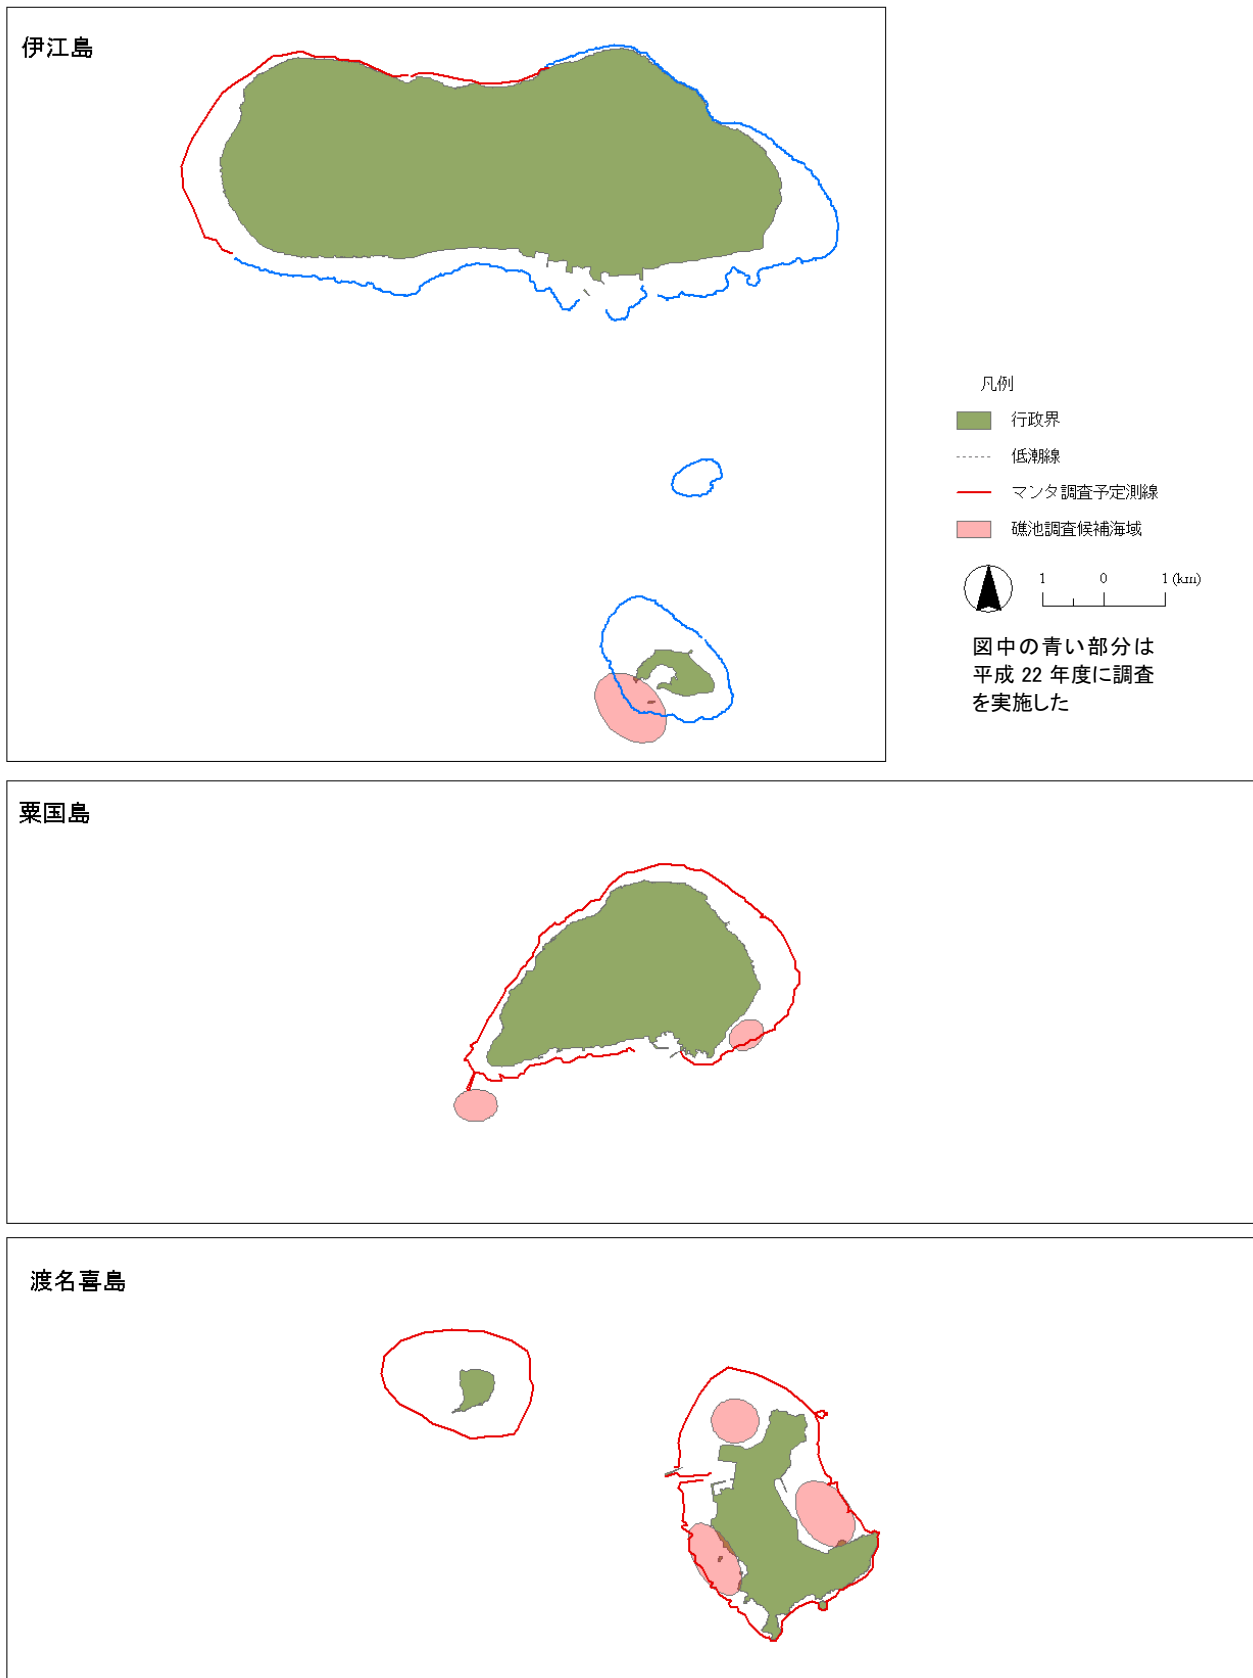 伊江島
凡例
行政界
低潮線
マンタ調査予定測線
礁池調査候補海域
1 0 1 (km)
図中の青い部分は
平成 22 年度に調査
を実施した
粟国島
渡名喜島